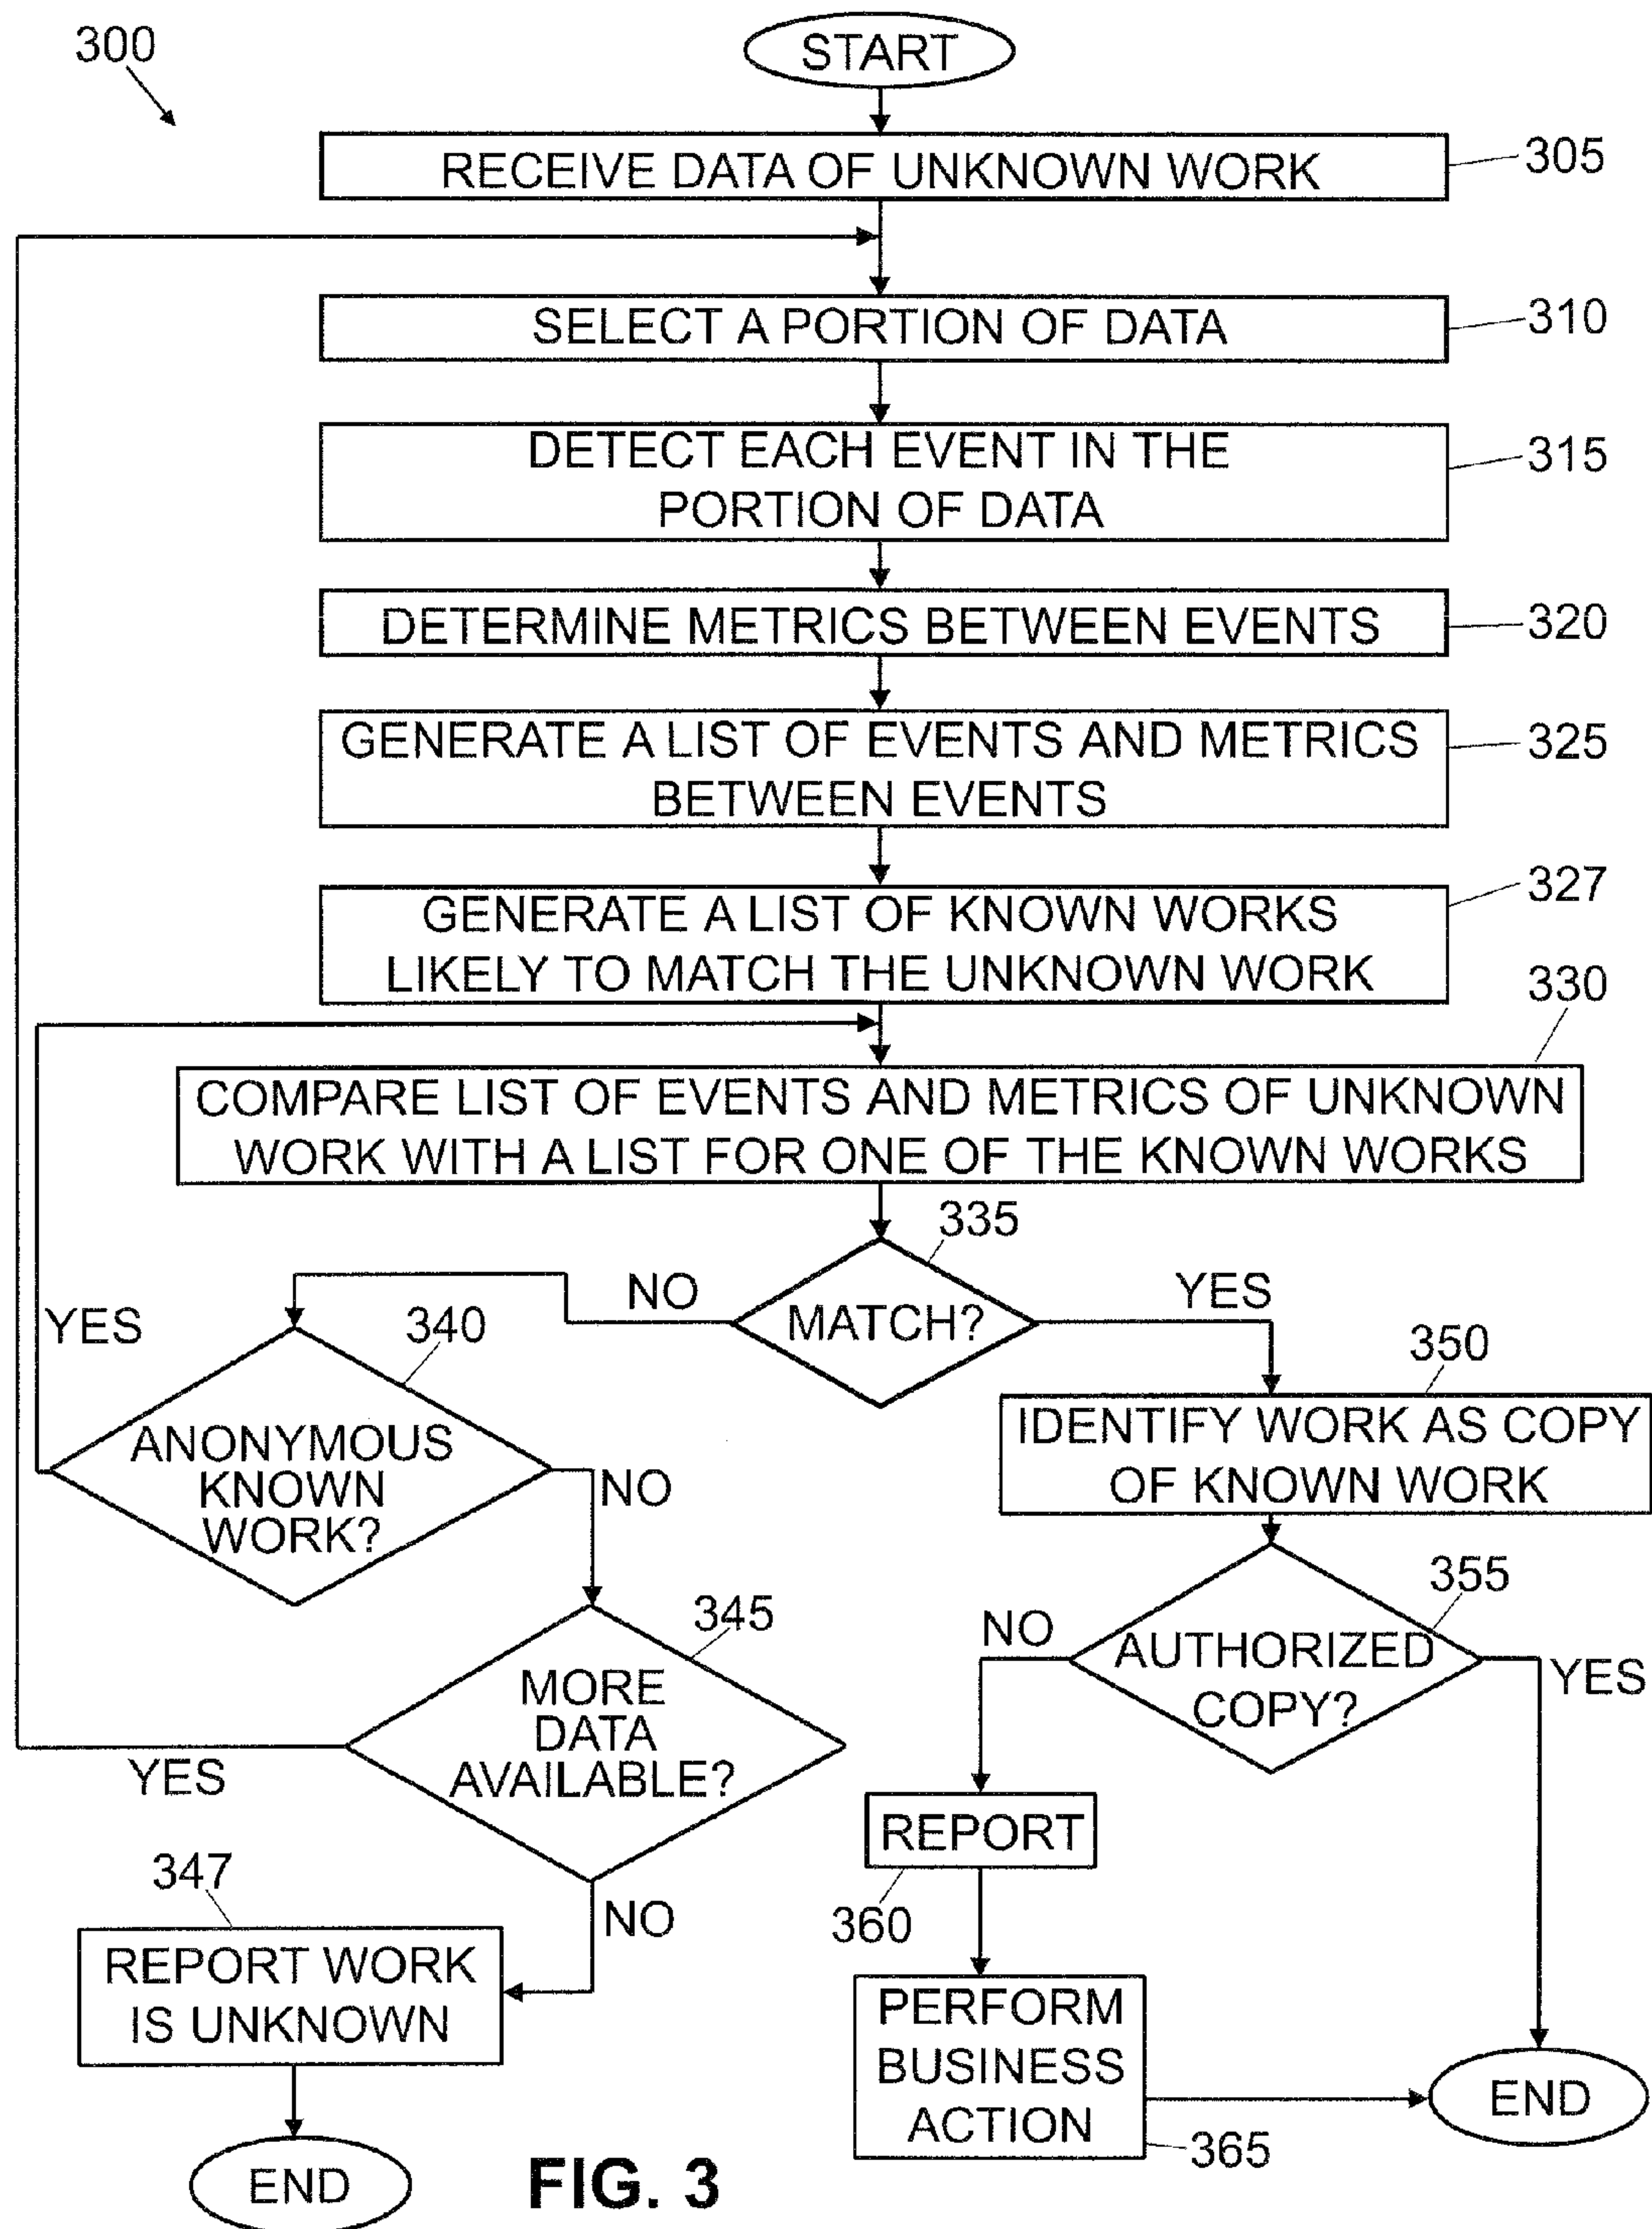 300
START
RECEIVE DATA OF UNKNOWN WORK
305
SELECT A PORTION OF DATA
310
DETECT EACH EVENT IN THE
PORTION OF DATA
315
DETERMINE METRICS BETWEEN EVENTS
320
GENERATE A LIST OF EVENTS AND METRICS
BETWEEN EVENTS
325
GENERATE A LIST OF KNOWN WORKS
LIKELY TO MATCH THE UNKNOWN WORK
327
330
COMPARE LIST OF EVENTS AND METRICS OF UNKNOWN
WORK WITH A LIST FOR ONE OF THE KNOWN WORKS
335
MATCH?
NO
YES
YES
340
ANONYMOUS
KNOWN
WORK?
NO
350
IDENTIFY WORK AS COPY
OF KNOWN WORK
355
AUTHORIZED
COPY?
NO
YES
345
MORE
DATA
AVAILABLE?
YES
NO
347
REPORT WORK
IS UNKNOWN
END
REPORT
360
PERFORM
BUSINESS
ACTION
365
END
FIG. 3